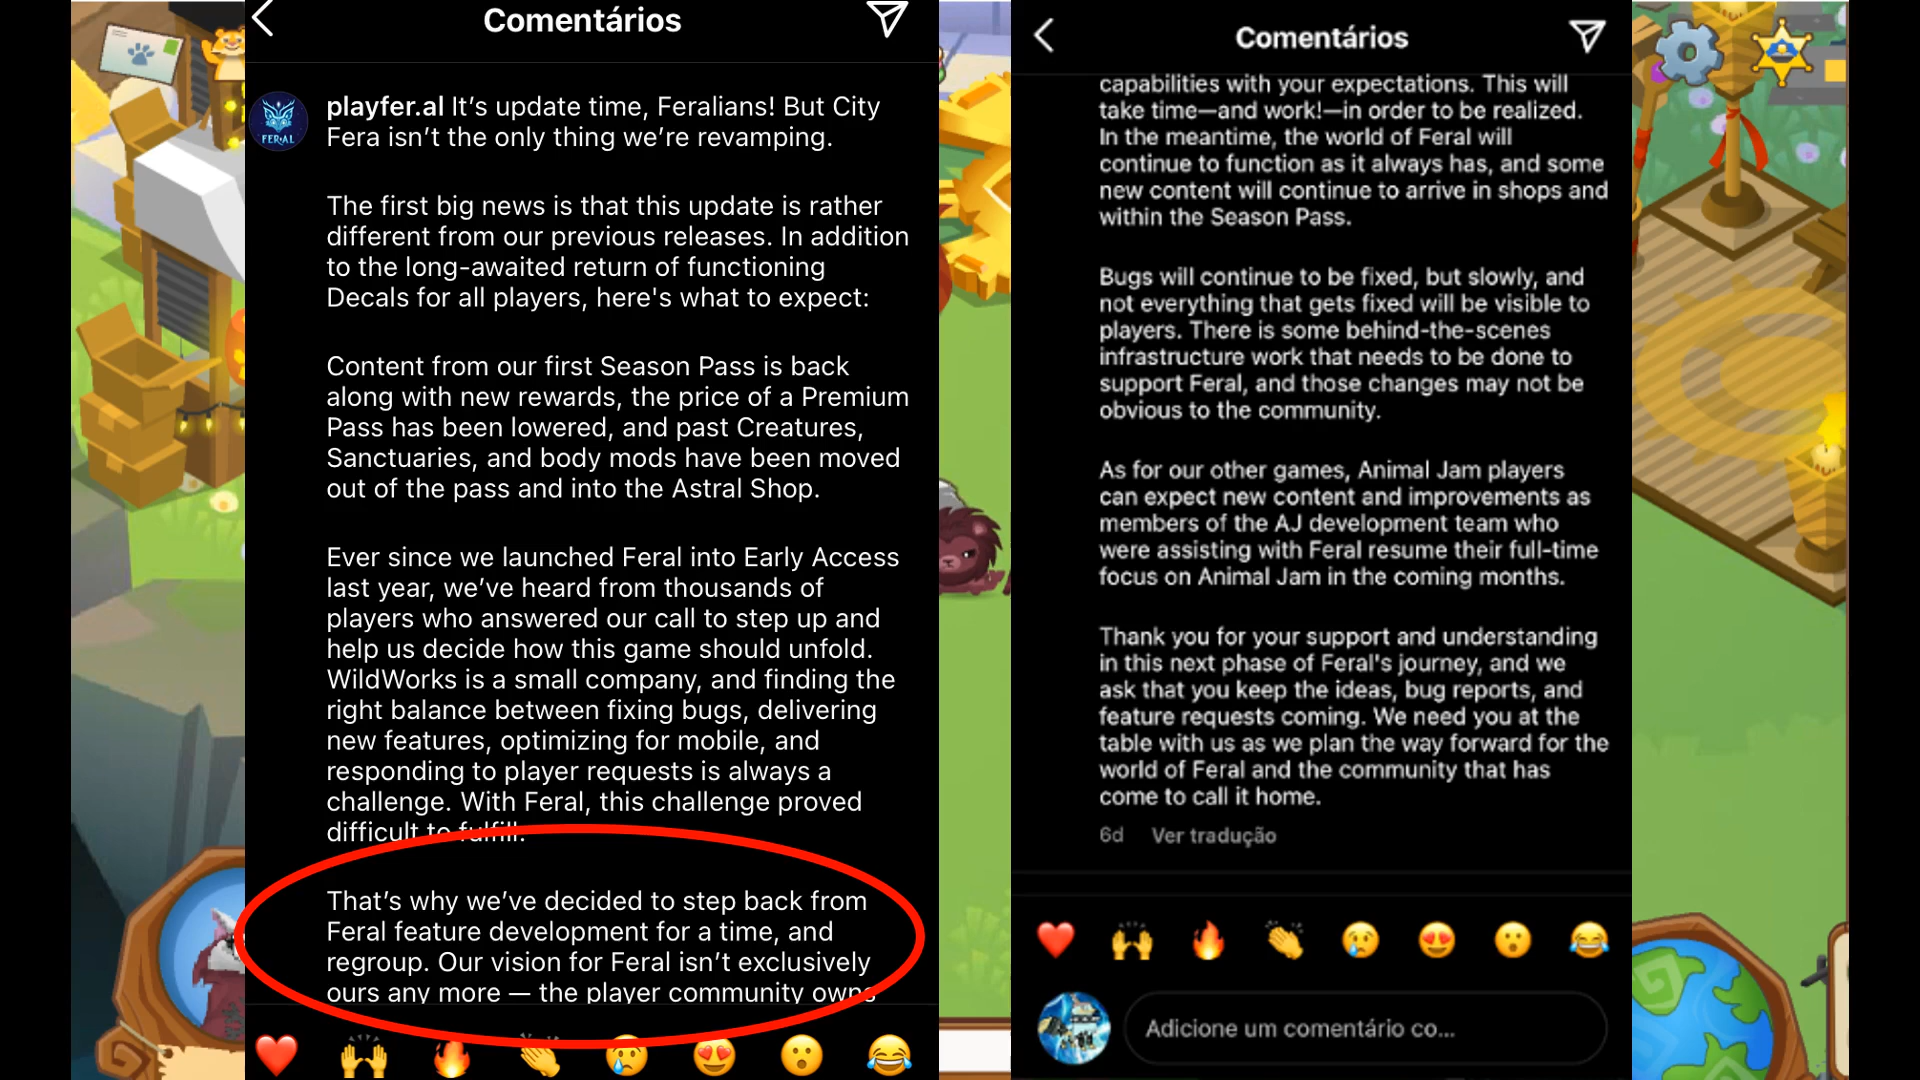 Comentários
FER.AL
playfer.al It’s update time, Feralians! But City
Fera isn’t the only thing we’re revamping.
The first big news is that this update is rather
different from our previous releases. In addition
to the long-awaited return of functioning
Decals for all players, here's what to expect:
Content from our first Season Pass is back
along with new rewards, the price of a Premium
Pass has been lowered, and past Creatures,
Sanctuaries, and body mods have been moved
out of the pass and into the Astral Shop.
Ever since we launched Feral into Early Access
last year, we’ve heard from thousands of
players who answered our call to step up and
help us decide how this game should unfold.
WildWorks is a small company, and finding the
right balance between fixing bugs, delivering
new features, optimizing for mobile, and
responding to player requests is always a
challenge. With Feral, this challenge proved
difficult to fulfill.
That’s why we’ve decided to step back from
Feral feature development for a time, and
regroup. Our vision for Feral isn’t exclusively
ours any more — the player community owns
Comentários
capabilities with your expectations. This will
take time—and work!—in order to be realized.
In the meantime, the world of Feral will
continue to function as it always has, and some
new content will continue to arrive in shops and
within the Season Pass.
Bugs will continue to be fixed, but slowly, and
not everything that gets fixed will be visible to
players. There is some behind-the-scenes
infrastructure work that needs to be done to
support Feral, and those changes may not be
obvious to the community.
As for our other games, Animal Jam players
can expect new content and improvements as
members of the AJ development team who
were assisting with Feral resume their full-time
focus on Animal Jam in the coming months.
Thank you for your support and understanding
in this next phase of Feral's journey, and we
ask that you keep the ideas, bug reports, and
feature requests coming. We need you at the
table with us as we plan the way forward for the
world of Feral and the community that has
come to call it home.
6d Ver tradução
Adicione um comentário co...